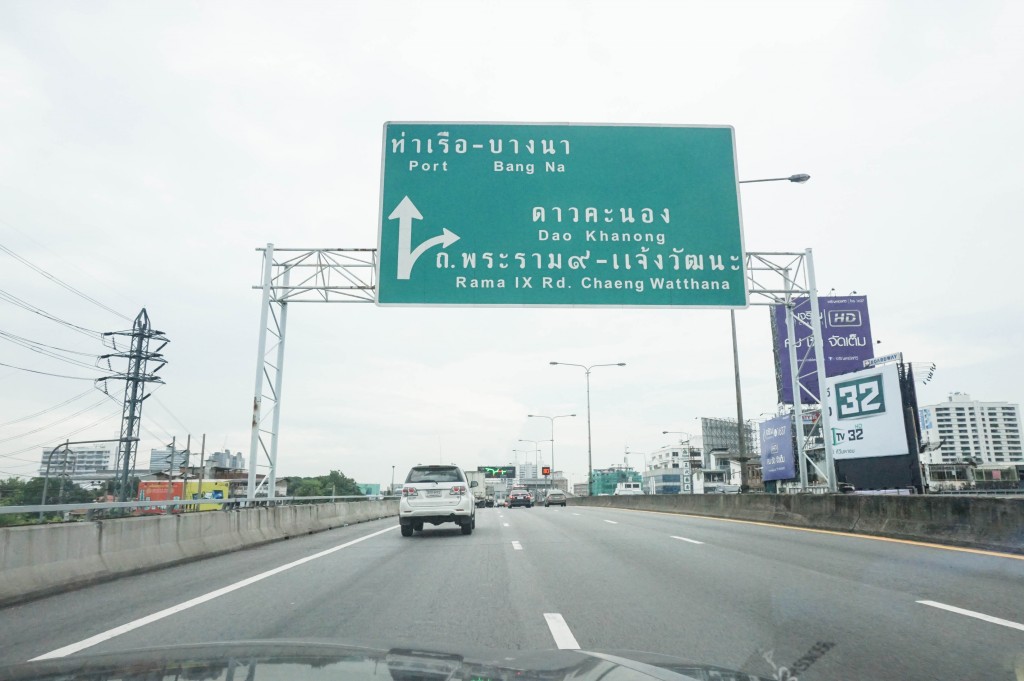 ท่าเรือ-บางนา
Port Bang Na
ดาวคะนอง
Dao Khanong
ถ.พระราม๙-แจ้งวัฒนะ
Rama IX Rd. Chaeng Watthana
HD
จัดเต็ม
32
TV 32